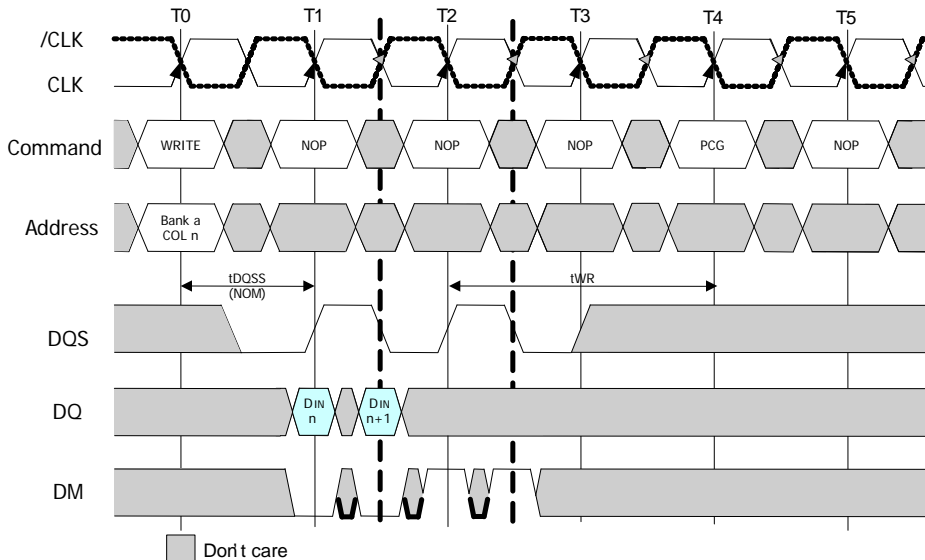 T0 T1 T2 T3 T4 T5
/CLK
CLK
Command WRITE NOP NOP NOP PCG NOP
Address Bank a
COL n
tDQSS
(NOM)
tWR
DQS
DQ DIN
n
DIN
n+1
DM
Don't care